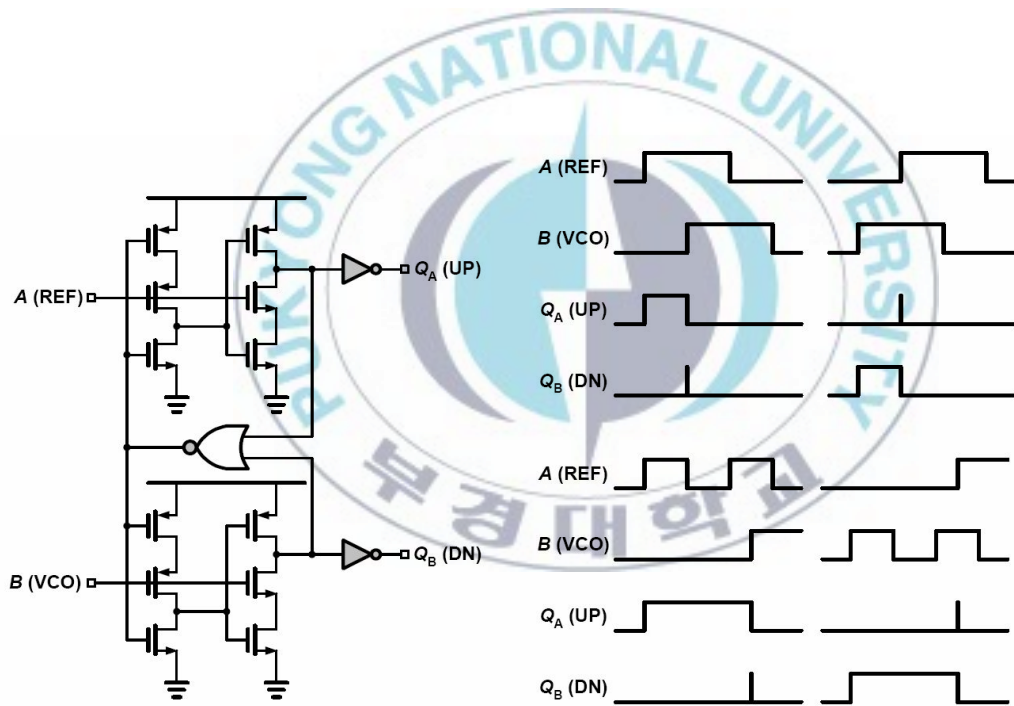 PUKYONG NATIONAL UNIVERSITY
부경대학교
A (REF)
Q_A (UP)
B (VCO)
Q_B (DN)
A (REF)
B (VCO)
Q_A (UP)
Q_B (DN)
A (REF)
B (VCO)
Q_A (UP)
Q_B (DN)